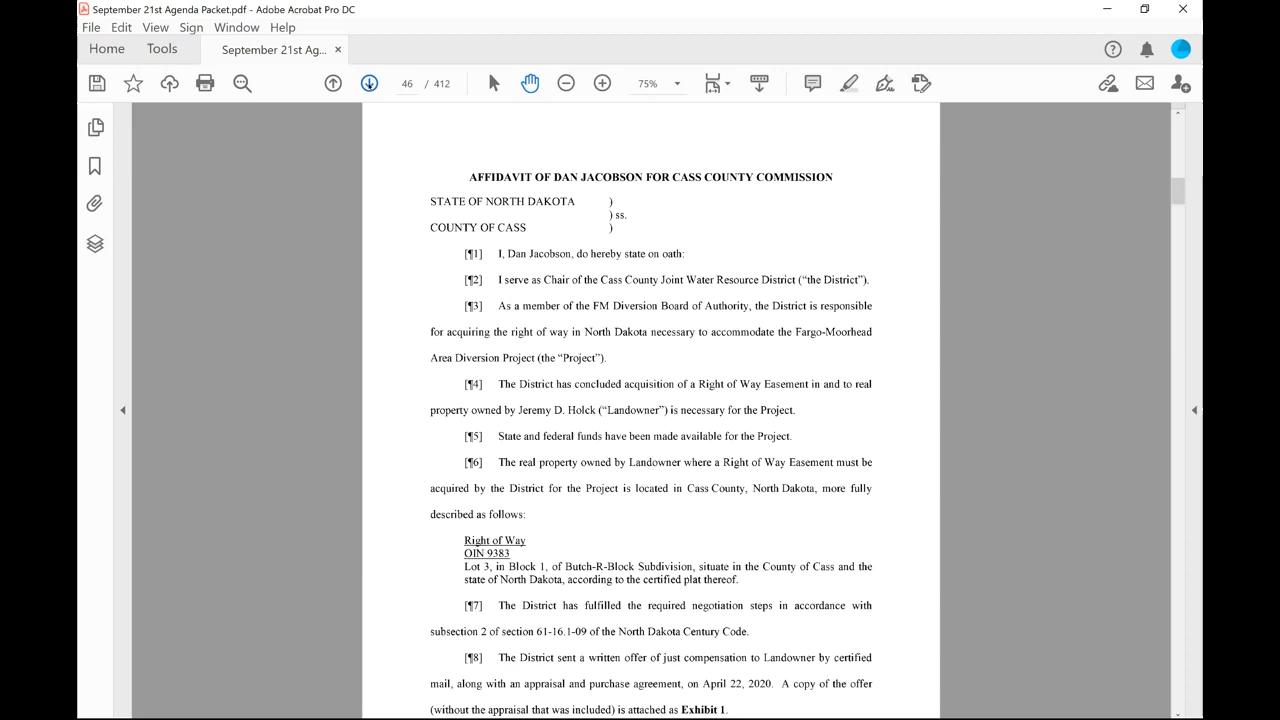 September 21st Agenda Packet.pdf - Adobe Acrobat Pro DC
File Edit View Sign Window Help
Home Tools September 21st Ag... ×
46 / 412 75%
AFFIDAVIT OF DAN JACOBSON FOR CASS COUNTY COMMISSION
STATE OF NORTH DAKOTA )
) ss.
COUNTY OF CASS )
[¶1] I, Dan Jacobson, do hereby state on oath:
[¶2] I serve as Chair of the Cass County Joint Water Resource District (“the District”).
[¶3] As a member of the FM Diversion Board of Authority, the District is responsible
for acquiring the right of way in North Dakota necessary to accommodate the Fargo-Moorhead
Area Diversion Project (the “Project”).
[¶4] The District has concluded acquisition of a Right of Way Easement in and to real
property owned by Jeremy D. Holck (“Landowner”) is necessary for the Project.
[¶5] State and federal funds have been made available for the Project.
[¶6] The real property owned by Landowner where a Right of Way Easement must be
acquired by the District for the Project is located in Cass County, North Dakota, more fully
described as follows:
Right of Way
OIN 9383
Lot 3, in Block 1, of Butch-R-Block Subdivision, situate in the County of Cass and the
state of North Dakota, according to the certified plat thereof.
[¶7] The District has fulfilled the required negotiation steps in accordance with
subsection 2 of section 61-16.1-09 of the North Dakota Century Code.
[¶8] The District sent a written offer of just compensation to Landowner by certified
mail, along with an appraisal and purchase agreement, on April 22, 2020. A copy of the offer
(without the appraisal that was included) is attached as Exhibit 1.